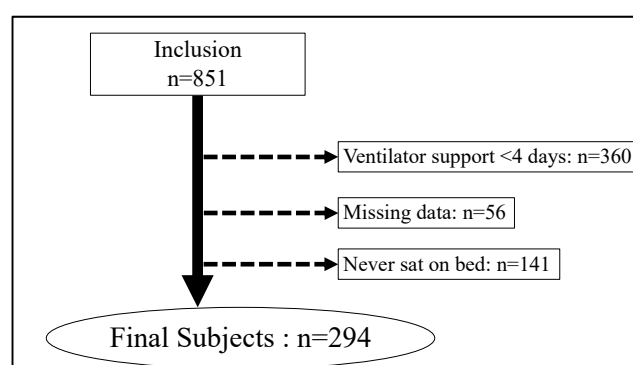 Inclusion
n=851
Ventilator support <4 days: n=360
Missing data: n=56
Never sat on bed: n=141
Final Subjects : n=294